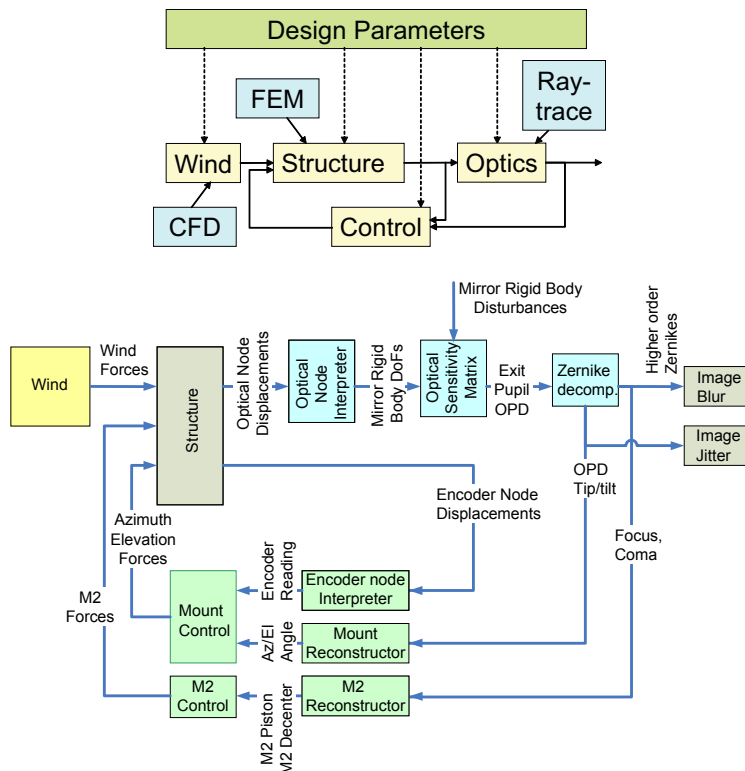 Design Parameters
FEM
Ray-
trace
Wind
Structure
Optics
CFD
Control
Mirror Rigid Body
Disturbances
Higher order
Zernikes
Wind
Wind
Forces
Structure
Optical Node
Displacements
Optical
Node
Interpreter
Mirror Rigid
Body DoFs
Optical
Sensitivity
Matrix
Exit
Pupil
OPD
Zernike
decomp.
Image
Blur
Image
Jitter
OPD
Tip/tilt
Encoder Node
Displacements
Focus,
Coma
Azimuth
Elevation
Forces
M2
Forces
Mount
Control
Encoder
Reading
Encoder node
Interpreter
Az/El
Angle
Mount
Reconstructor
M2
Control
M2 Piston
M2 Decenter
M2
Reconstructor